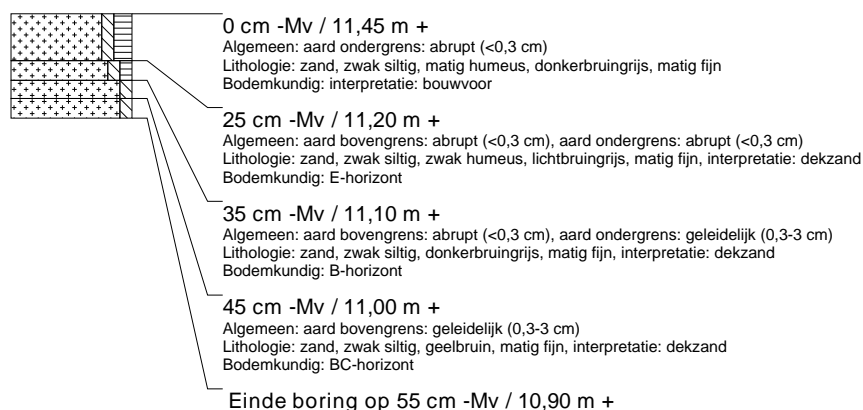 0 cm -Mv / 11,45 m +
Algemeen: aard ondergrens: abrupt (<0,3 cm)
Lithologie: zand, zwak siltig, matig humeus, donkerbruingrijs, matig fijn
Bodemkundig: interpretatie: bouwvoor
25 cm -Mv / 11,20 m +
Algemeen: aard bovengrens: abrupt (<0,3 cm), aard ondergrens: abrupt (<0,3 cm)
Lithologie: zand, zwak siltig, zwak humeus, lichtbruingrijs, matig fijn, interpretatie: dekzand
Bodemkundig: E-horizont
35 cm -Mv / 11,10 m +
Algemeen: aard bovengrens: abrupt (<0,3 cm), aard ondergrens: geleidelijk (0,3-3 cm)
Lithologie: zand, zwak siltig, donkerbruingrijs, matig fijn, interpretatie: dekzand
Bodemkundig: B-horizont
45 cm -Mv / 11,00 m +
Algemeen: aard bovengrens: geleidelijk (0,3-3 cm)
Lithologie: zand, zwak siltig, geelbruin, matig fijn, interpretatie: dekzand
Bodemkundig: BC-horizont
Einde boring op 55 cm -Mv / 10,90 m +